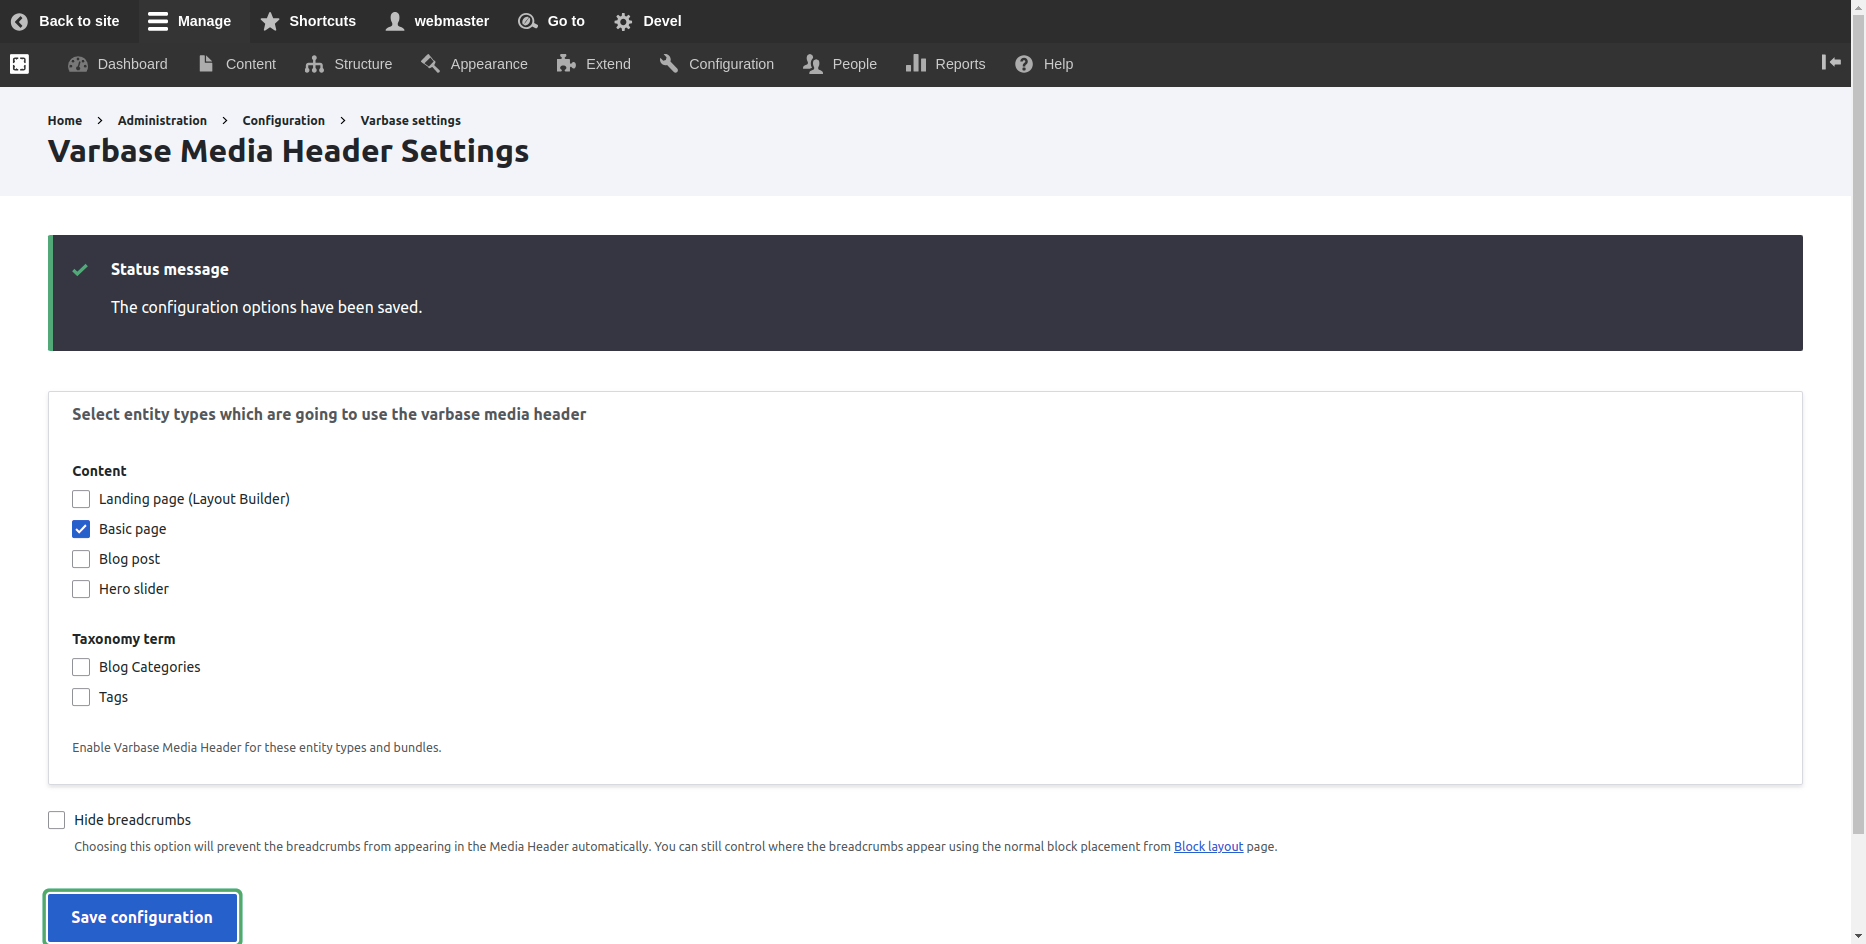 Back to site Manage Shortcuts webmaster Go to Devel
Dashboard Content Structure Appearance Extend Configuration People Reports Help
Home > Administration > Configuration > Varbase settings
Varbase Media Header Settings
Status message
The configuration options have been saved.
Select entity types which are going to use the varbase media header
Content
Landing page (Layout Builder)
Basic page
Blog post
Hero slider
Taxonomy term
Blog Categories
Tags
Enable Varbase Media Header for these entity types and bundles.
Hide breadcrumbs
Choosing this option will prevent the breadcrumbs from appearing in the Media Header automatically. You can still control where the breadcrumbs appear using the normal block placement from Block layout page.
Save configuration